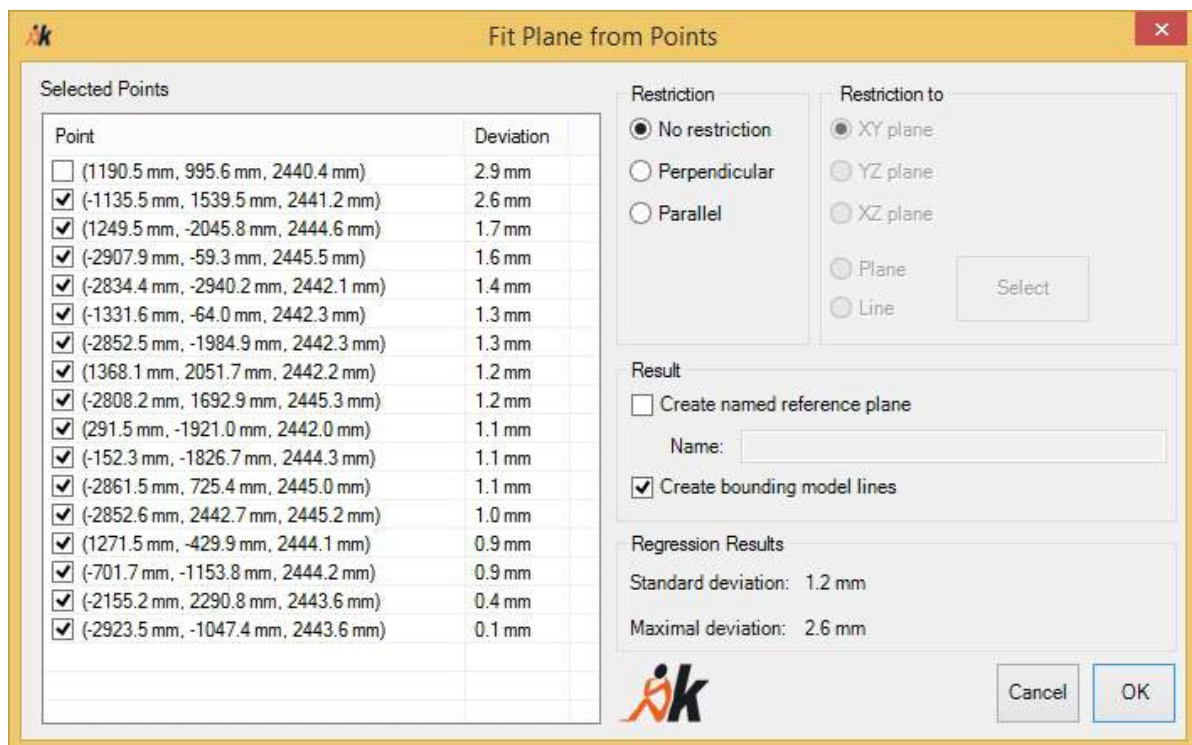 k
Fit Plane from Points
Selected Points
Point Deviation
(1190.5 mm, 995.6 mm, 2440.4 mm) 2.9 mm
(-1135.5 mm, 1539.5 mm, 2441.2 mm) 2.6 mm
(1249.5 mm, -2045.8 mm, 2444.6 mm) 1.7 mm
(-2907.9 mm, -59.3 mm, 2445.5 mm) 1.6 mm
(-2834.4 mm, -2940.2 mm, 2442.1 mm) 1.4 mm
(-1331.6 mm, -64.0 mm, 2442.3 mm) 1.3 mm
(-2852.5 mm, -1984.9 mm, 2442.3 mm) 1.3 mm
(1368.1 mm, 2051.7 mm, 2442.2 mm) 1.2 mm
(-2808.2 mm, 1692.9 mm, 2445.3 mm) 1.2 mm
(291.5 mm, -1921.0 mm, 2442.0 mm) 1.1 mm
(-152.3 mm, -1826.7 mm, 2444.3 mm) 1.1 mm
(-2861.5 mm, 725.4 mm, 2445.0 mm) 1.1 mm
(-2852.6 mm, 2442.7 mm, 2445.2 mm) 1.0 mm
(1271.5 mm, -429.9 mm, 2444.1 mm) 0.9 mm
(-701.7 mm, -1153.8 mm, 2444.2 mm) 0.9 mm
(-2155.2 mm, 2290.8 mm, 2443.6 mm) 0.4 mm
(-2923.5 mm, -1047.4 mm, 2443.6 mm) 0.1 mm
Restriction
No restriction
Perpendicular
Parallel
Restriction to
XY plane
YZ plane
XZ plane
Plane
Line
Select
Result
Create named reference plane
Name:
Create bounding model lines
Regression Results
Standard deviation: 1.2 mm
Maximal deviation: 2.6 mm
k
Cancel
OK